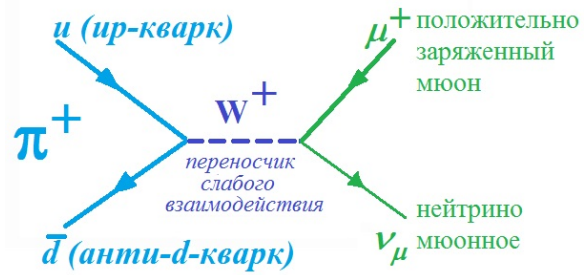 u (up-кварк)
π+
d̄ (анти-d-кварк)
W+
переносчик
слабого
взаимодействия
μ+ положительно
заряженный
мюон
нейтрино
νμ мюонное